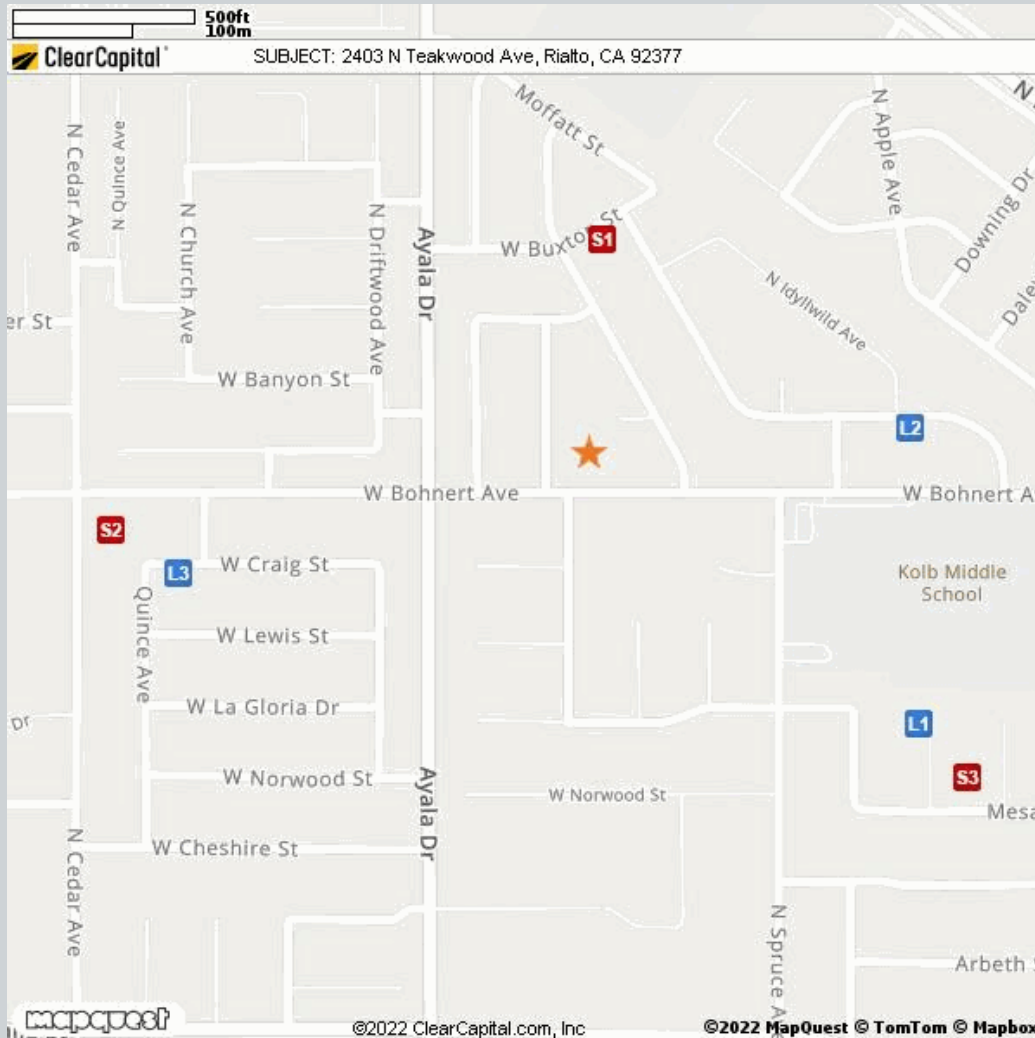 500ft
100m
ClearCapital
SUBJECT: 2403 N Teakwood Ave, Rialto, CA 92377
Moffatt St
N Apple Ave
N
N Cedar Ave
N Quince Ave
N Church Ave
N Driftwood Ave
Ayala Dr
W Buxton St
S1
Downing Dr
N Idyllwild Ave
Daley
er St
W Banyon St
L2
W Bohnert Ave
W Bohnert A
S2
L3
W Craig St
Kolb Middle
School
Quince Ave
W Lewis St
W La Gloria Dr
Dr
L1
W Norwood St
Ayala Dr
W Norwood St
S3
Mesa
N Cedar Ave
W Cheshire St
N Spruce Av
Arbeth S
mapquest
©2022 ClearCapital.com, Inc
©2022 MapQuest © TomTom © Mapbox